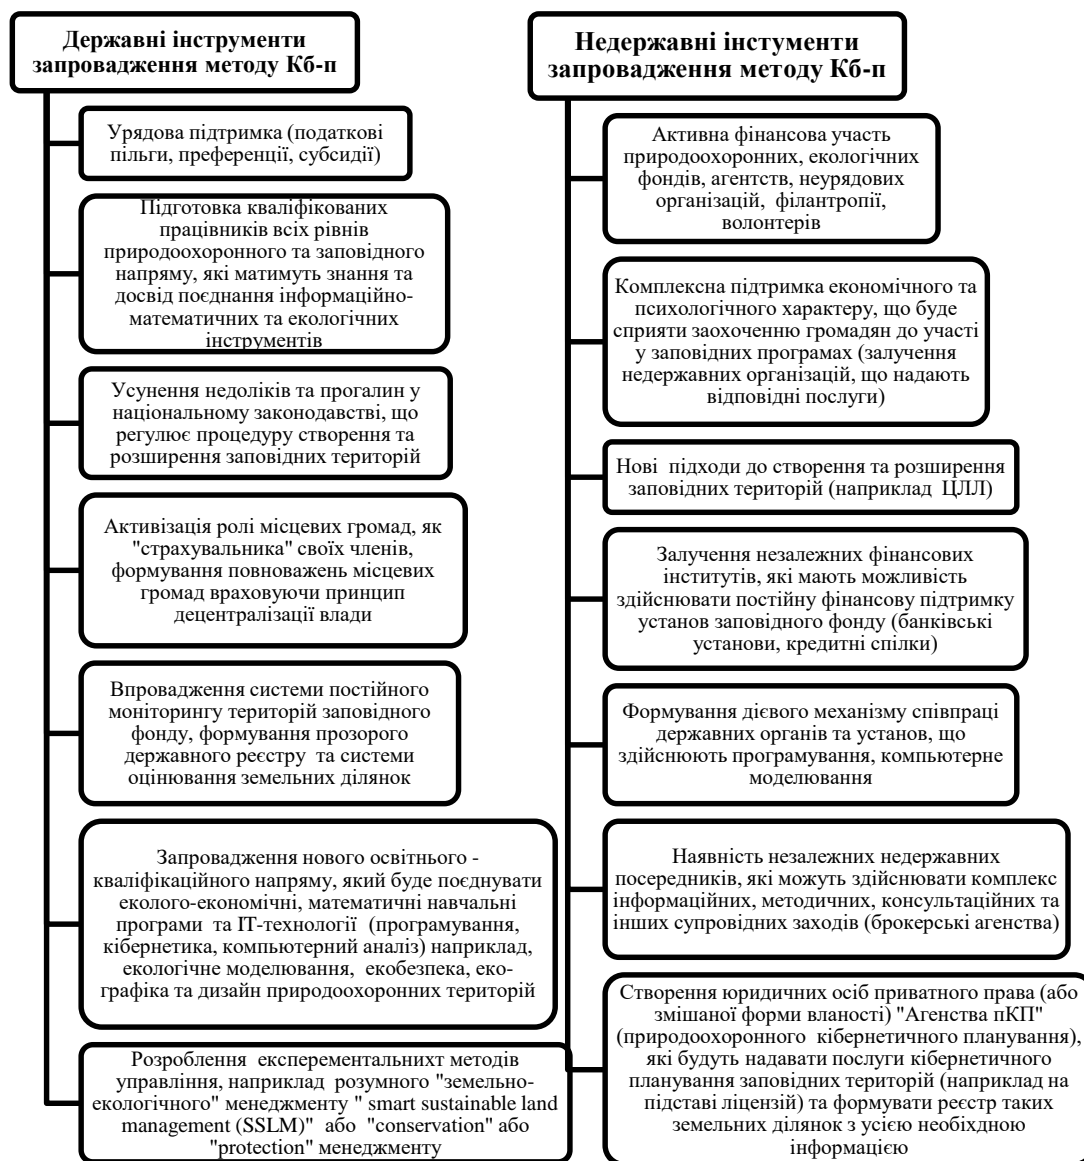 Державні інструменти
запровадження методу Кб-п
Урядова підтримка (податкові
пільги, преференції, субсидії)
Підготовка кваліфікованих
працівників всіх рівнів
природоохоронного та заповідного
напряму, які матимуть знання та
досвід поєднання інформаційно-
математичних та екологічних
інструментів
Усунення недоліків та прогалин у
національному законодавстві, що
регулює процедуру створення та
розширення заповідних територій
Активізація ролі місцевих громад, як
"страхувальника" своїх членів,
формування повноважень місцевих
громад враховуючи принцип
децентралізації влади
Впровадження системи постійного
моніторингу територій заповідного
фонду, формування прозорого
державного реєстру та системи
оцінювання земельних ділянок
Запровадження нового освітнього -
кваліфікаційного напряму, який буде поєднувати
еколого-економічні, математичні навчальні
програми та ІТ-технології (програмування,
кібернетика, компьютерний аналіз) наприклад,
екологічне моделювання, екобезпека, еко-
графіка та дизайн природоохоронних територій
Розроблення експерементальнихт методів
управління, наприклад розумного "земельно-
екологічного" менеджменту " smart sustainable land
management (SSLM)" або "conservation" або
"protection" менеджменту
Недержавні інстументи
запровадження методу Кб-п
Активна фінансова участь
природоохоронних, екологічних
фондів, агентств, неурядових
організацій, філантропії,
волонтерів
Комплексна підтримка економічного та
психологічного характеру, що буде
сприяти заохоченню громадян до участі
у заповідних програмах (залучення
недержавних організацій, що надають
відповідні послуги)
Нові підходи до створення та розширення
заповідних територій (наприклад ЦЛЛ)
Залучення незалежних фінансових
інститутів, які мають можливість
здійснювати постійну фінансову підтримку
установ заповідного фонду (банківські
установи, кредитні спілки)
Формування дієвого механізму співпраці
державних органів та установ, що
здійснюють програмування, компьютерне
моделювання
Наявність незалежних недержавних
посередників, які можуть здійснювати комплекс
інформаційних, методичних, консультаційних та
інших супровідних заходів (брокерські агенства)
Створення юридичних осіб приватного права (або
змішаної форми влaності) "Агенства пКП"
(природоохоронного кібернетичного планування),
які будуть надавати послуги кібернетичного
планування заповідних територій (наприклад на
підставі ліцензій) та формувати реєстр таких
земельних ділянок з усією необіхдною
інформацією